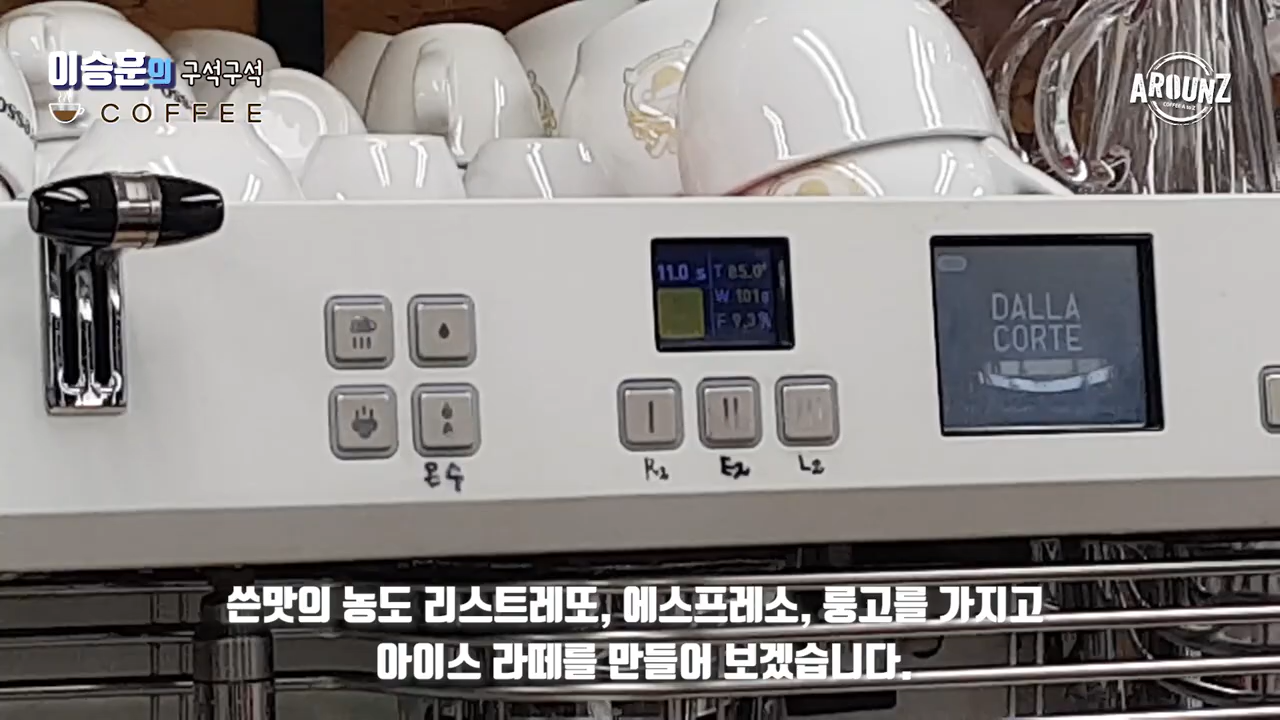 이승훈의 구석구석
COFFEE
AROUNZ
COFFEE A to Z
11.0 s
T 85.0°
W 101g
F 9.3%
DALLA
CORTE
온수
R2
E2
L2
쓴맛의 농도 리스트레또, 에스프레소, 룽고를 가지고
아이스 라떼를 만들어 보겠습니다.